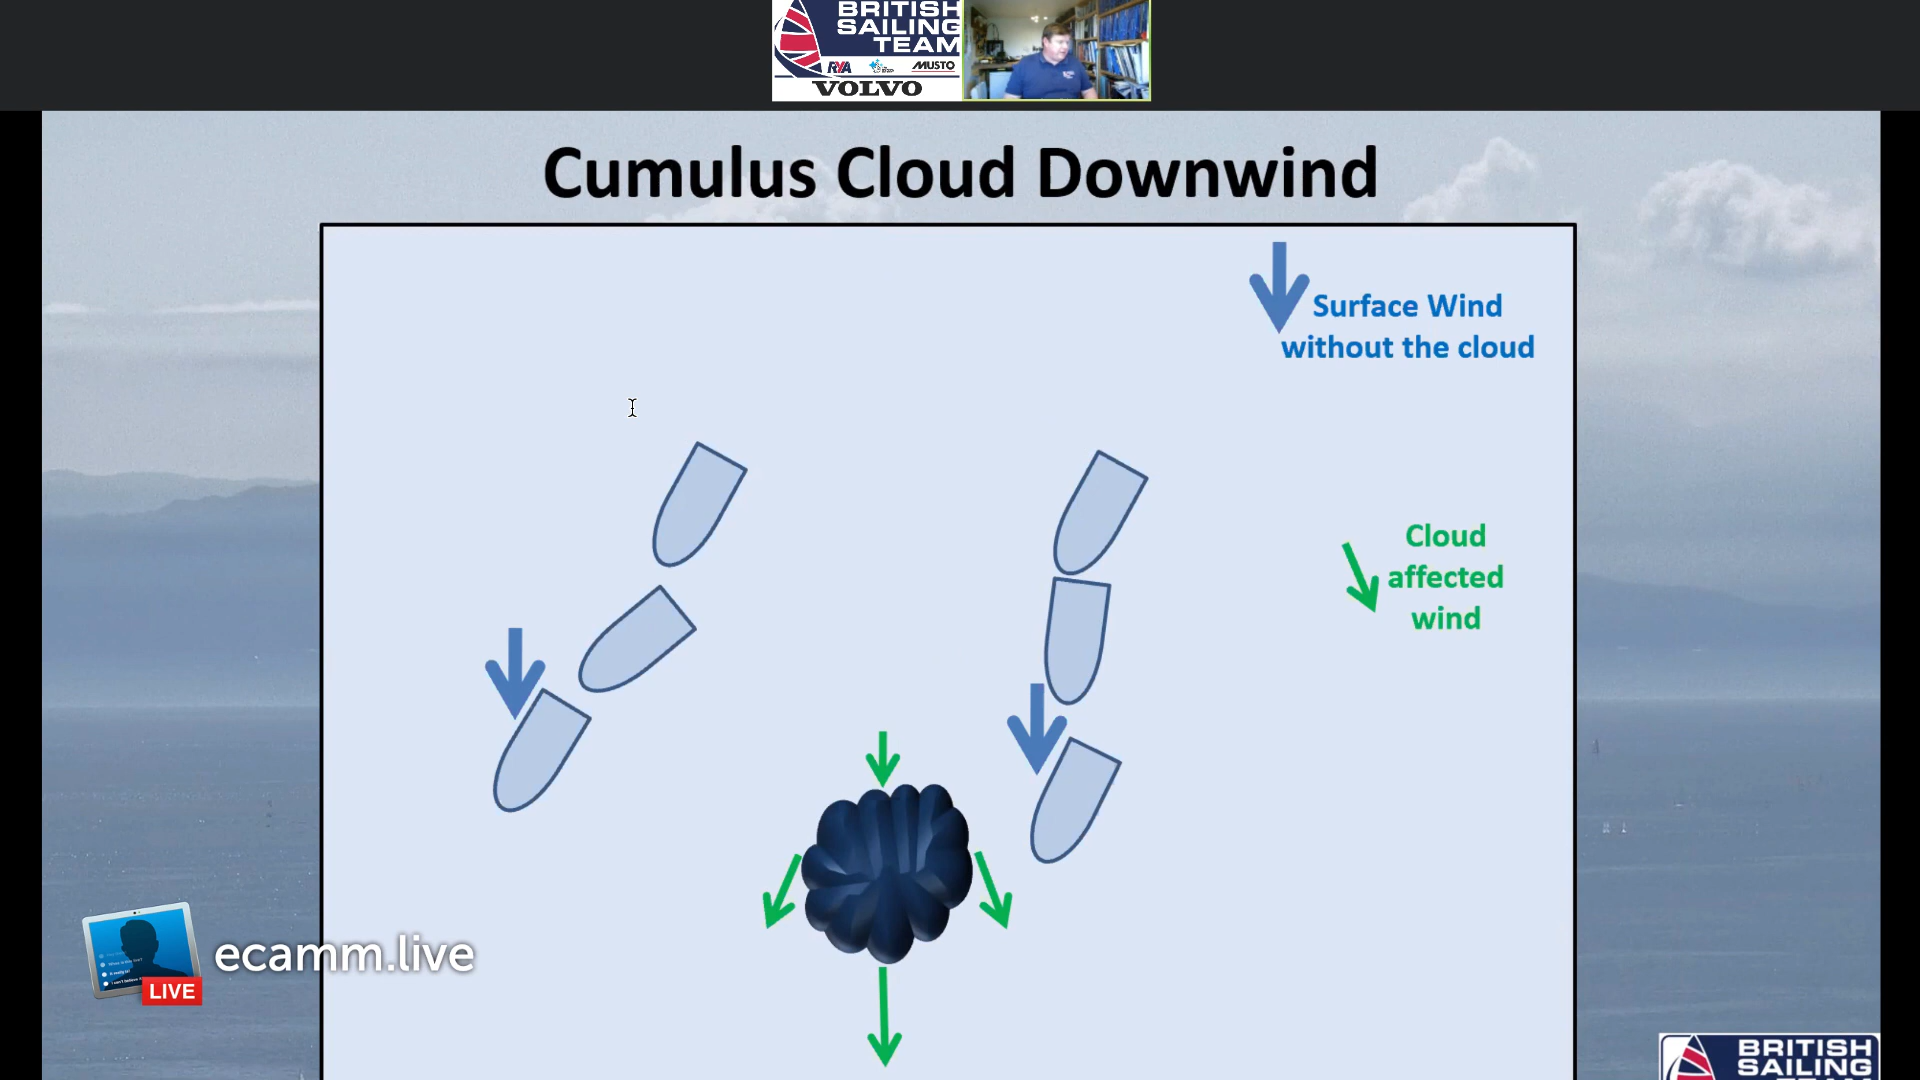 BRITISH
SAILING
TEAM
RYA
MUSTO
VOLVO
Cumulus Cloud Downwind
Surface Wind
without the cloud
Cloud
affected
wind
ecamm.live
LIVE
BRITISH
SAILING